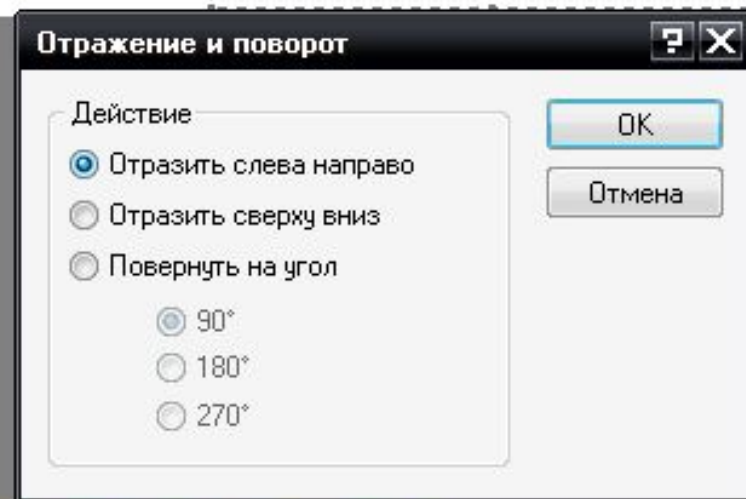 Отражение и поворот
Действие
Отразить слева направо
Отразить сверху вниз
Повернуть на угол
90°
180°
270°
OK
Отмена